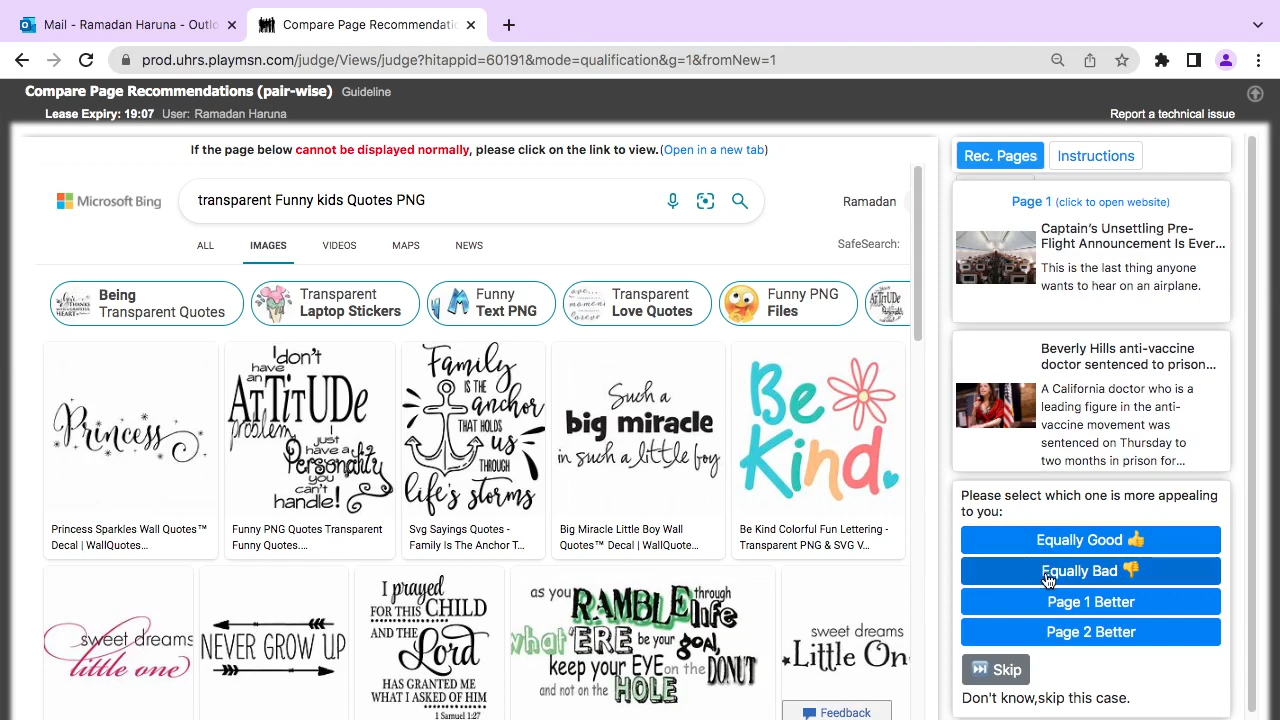 Mail - Ramadan Haruna - Outlo
Compare Page Recommendatio
prod.uhrs.playmsn.com/judge/Views/judge?hitappid=60191&mode=qualification&g=1&fromNew=1
Compare Page Recommendations (pair-wise) Guideline
Lease Expiry: 19:07 User: Ramadan Haruna
Report a technical issue
If the page below cannot be displayed normally, please click on the link to view.(Open in a new tab)
Microsoft Bing
transparent Funny kids Quotes PNG
Ramadan
ALL IMAGES VIDEOS MAPS NEWS
SafeSearch:
Being
Transparent Quotes
Transparent
Laptop Stickers
Funny
Text PNG
Transparent
Love Quotes
Funny PNG
Files
Princess
I don't
have
an
ATTITUDE
problem,
I just
have a
Personality
you
can't
handle!
Family
IS THE
anchor
THAT HOLDS
us
THROUGH
life's storms
Such a
big miracle
in such a little boy
Be
Kind.
Princess Sparkles Wall Quotes™
Decal | WallQuotes...
Funny PNG Quotes Transparent
Funny Quotes....
Svg Sayings Quotes -
Family Is The Anchor T...
Big Miracle Little Boy Wall
Quotes™ Decal | WallQuote...
Be Kind Colorful Fun Lettering -
Transparent PNG & SVG V...
sweet dreams
little one
NEVER GROW UP
I prayed
FOR THIS CHILD
AND THE
Lord
HAS GRANTED ME
WHAT I ASKED OF HIM
1 Samuel 1:27
as you RAMBLE through
life
what'ERE be your
goal,
keep your EYE on the DONUT
and not on the HOLE
sweet dreams
Little On
Feedback
Rec. Pages
Instructions
Page 1 (click to open website)
Captain's Unsettling Pre-
Flight Announcement Is Ever...
This is the last thing anyone
wants to hear on an airplane.
Beverly Hills anti-vaccine
doctor sentenced to prison...
A California doctor who is a
leading figure in the anti-
vaccine movement was
sentenced on Thursday to
two months in prison for...
Please select which one is more appealing
to you:
Equally Good
Equally Bad
Page 1 Better
Page 2 Better
Skip
Don't know,skip this case.